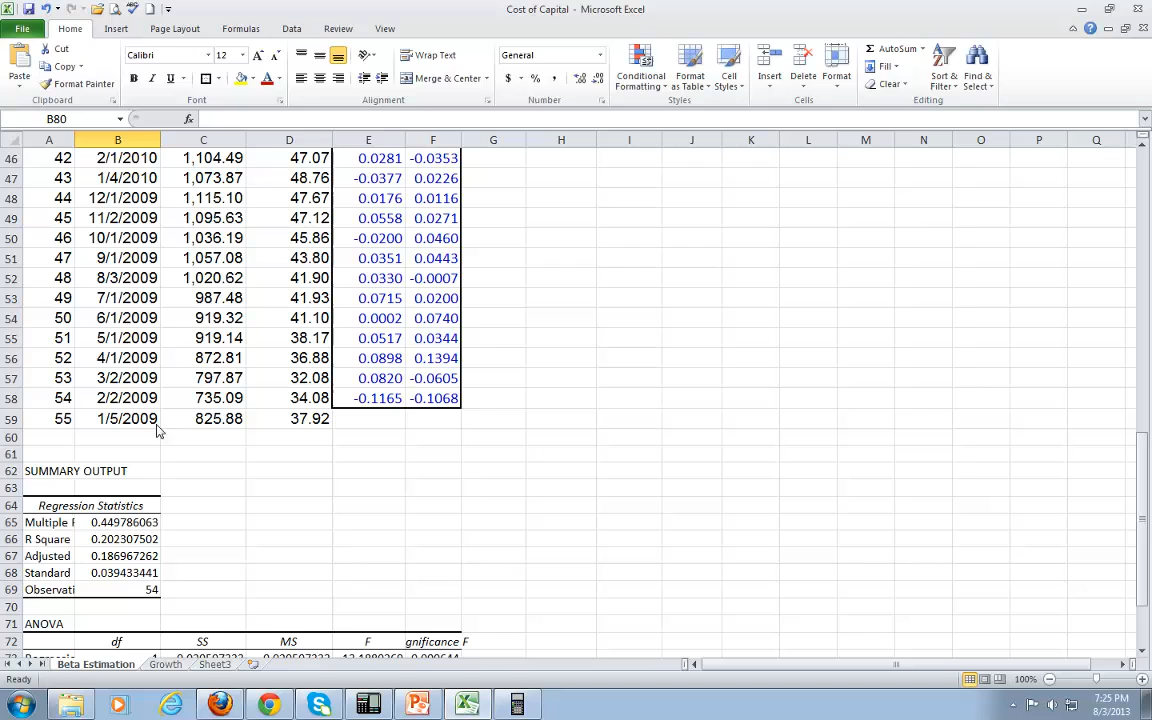 Cost of Capital - Microsoft Excel
File Home Insert Page Layout Formulas Data Review View
Cut
Copy
Format Painter
Paste
Clipboard
Calibri 12
B I U A
Font
Wrap Text
Merge & Center
Alignment
General
$ % ,
Number
Conditional Formatting
Format as Table
Cell Styles
Styles
Insert Delete Format
Cells
AutoSum
Fill
Clear
Sort & Filter
Find & Select
Editing
B80 fx
A B C D E F G H I J K L M N O P Q
46 42 2/1/2010 1,104.49 47.07 0.0281 -0.0353
47 43 1/4/2010 1,073.87 48.76 -0.0377 0.0226
48 44 12/1/2009 1,115.10 47.67 0.0176 0.0116
49 45 11/2/2009 1,095.63 47.12 0.0558 0.0271
50 46 10/1/2009 1,036.19 45.86 -0.0200 0.0460
51 47 9/1/2009 1,057.08 43.80 0.0351 0.0443
52 48 8/3/2009 1,020.62 41.90 0.0330 -0.0007
53 49 7/1/2009 987.48 41.93 0.0715 0.0200
54 50 6/1/2009 919.32 41.10 0.0002 0.0740
55 51 5/1/2009 919.14 38.17 0.0517 0.0344
56 52 4/1/2009 872.81 36.88 0.0898 0.1394
57 53 3/2/2009 797.87 32.08 0.0820 -0.0605
58 54 2/2/2009 735.09 34.08 -0.1165 -0.1068
59 55 1/5/2009 825.88 37.92
60
61
62 SUMMARY OUTPUT
63
64 Regression Statistics
65 Multiple F 0.449786063
66 R Square 0.202307502
67 Adjusted 0.186967262
68 Standard 0.039433441
69 Observati 54
70
71 ANOVA
72 df SS MS F gnificance F
Beta Estimation Growth Sheet3
Ready 100%
7:25 PM
8/3/2013